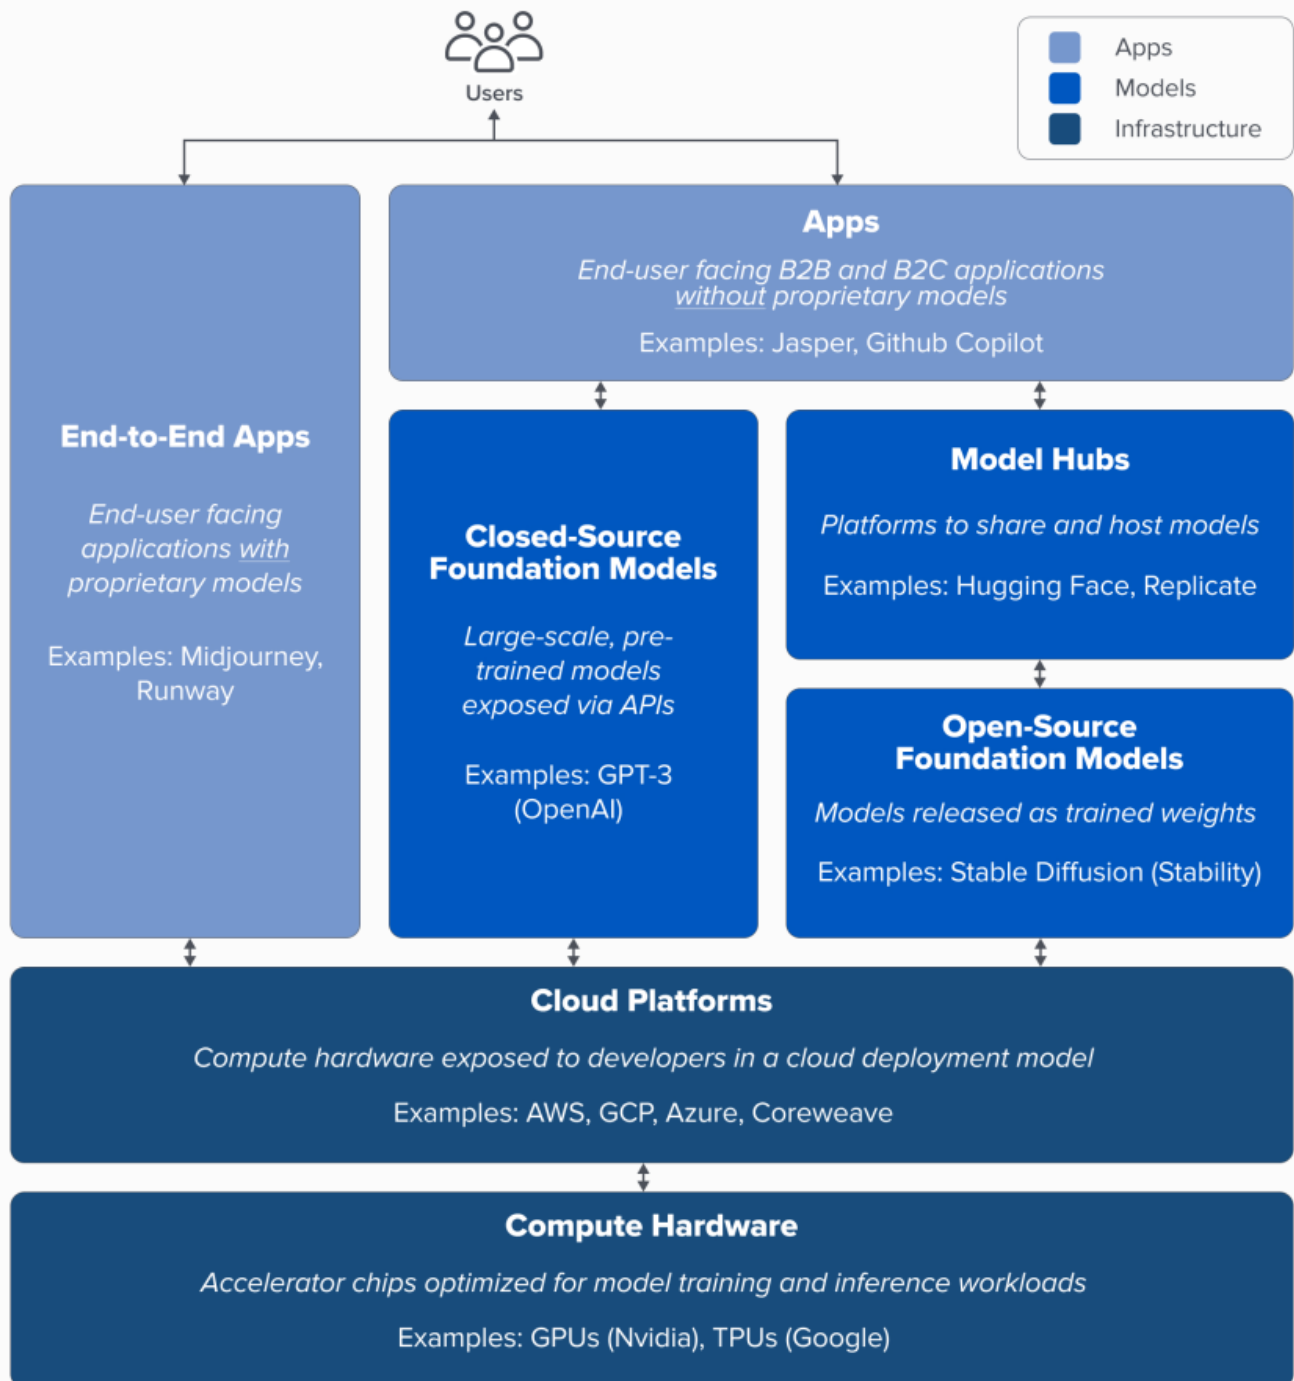 Users
Apps
Models
Infrastructure
Apps
End-user facing B2B and B2C applications
without proprietary models
Examples: Jasper, Github Copilot
End-to-End Apps
End-user facing
applications with
proprietary models
Examples: Midjourney,
Runway
Closed-Source
Foundation Models
Large-scale, pre-
trained models
exposed via APIs
Examples: GPT-3
(OpenAI)
Model Hubs
Platforms to share and host models
Examples: Hugging Face, Replicate
Open-Source
Foundation Models
Models released as trained weights
Examples: Stable Diffusion (Stability)
Cloud Platforms
Compute hardware exposed to developers in a cloud deployment model
Examples: AWS, GCP, Azure, Coreweave
Compute Hardware
Accelerator chips optimized for model training and inference workloads
Examples: GPUs (Nvidia), TPUs (Google)